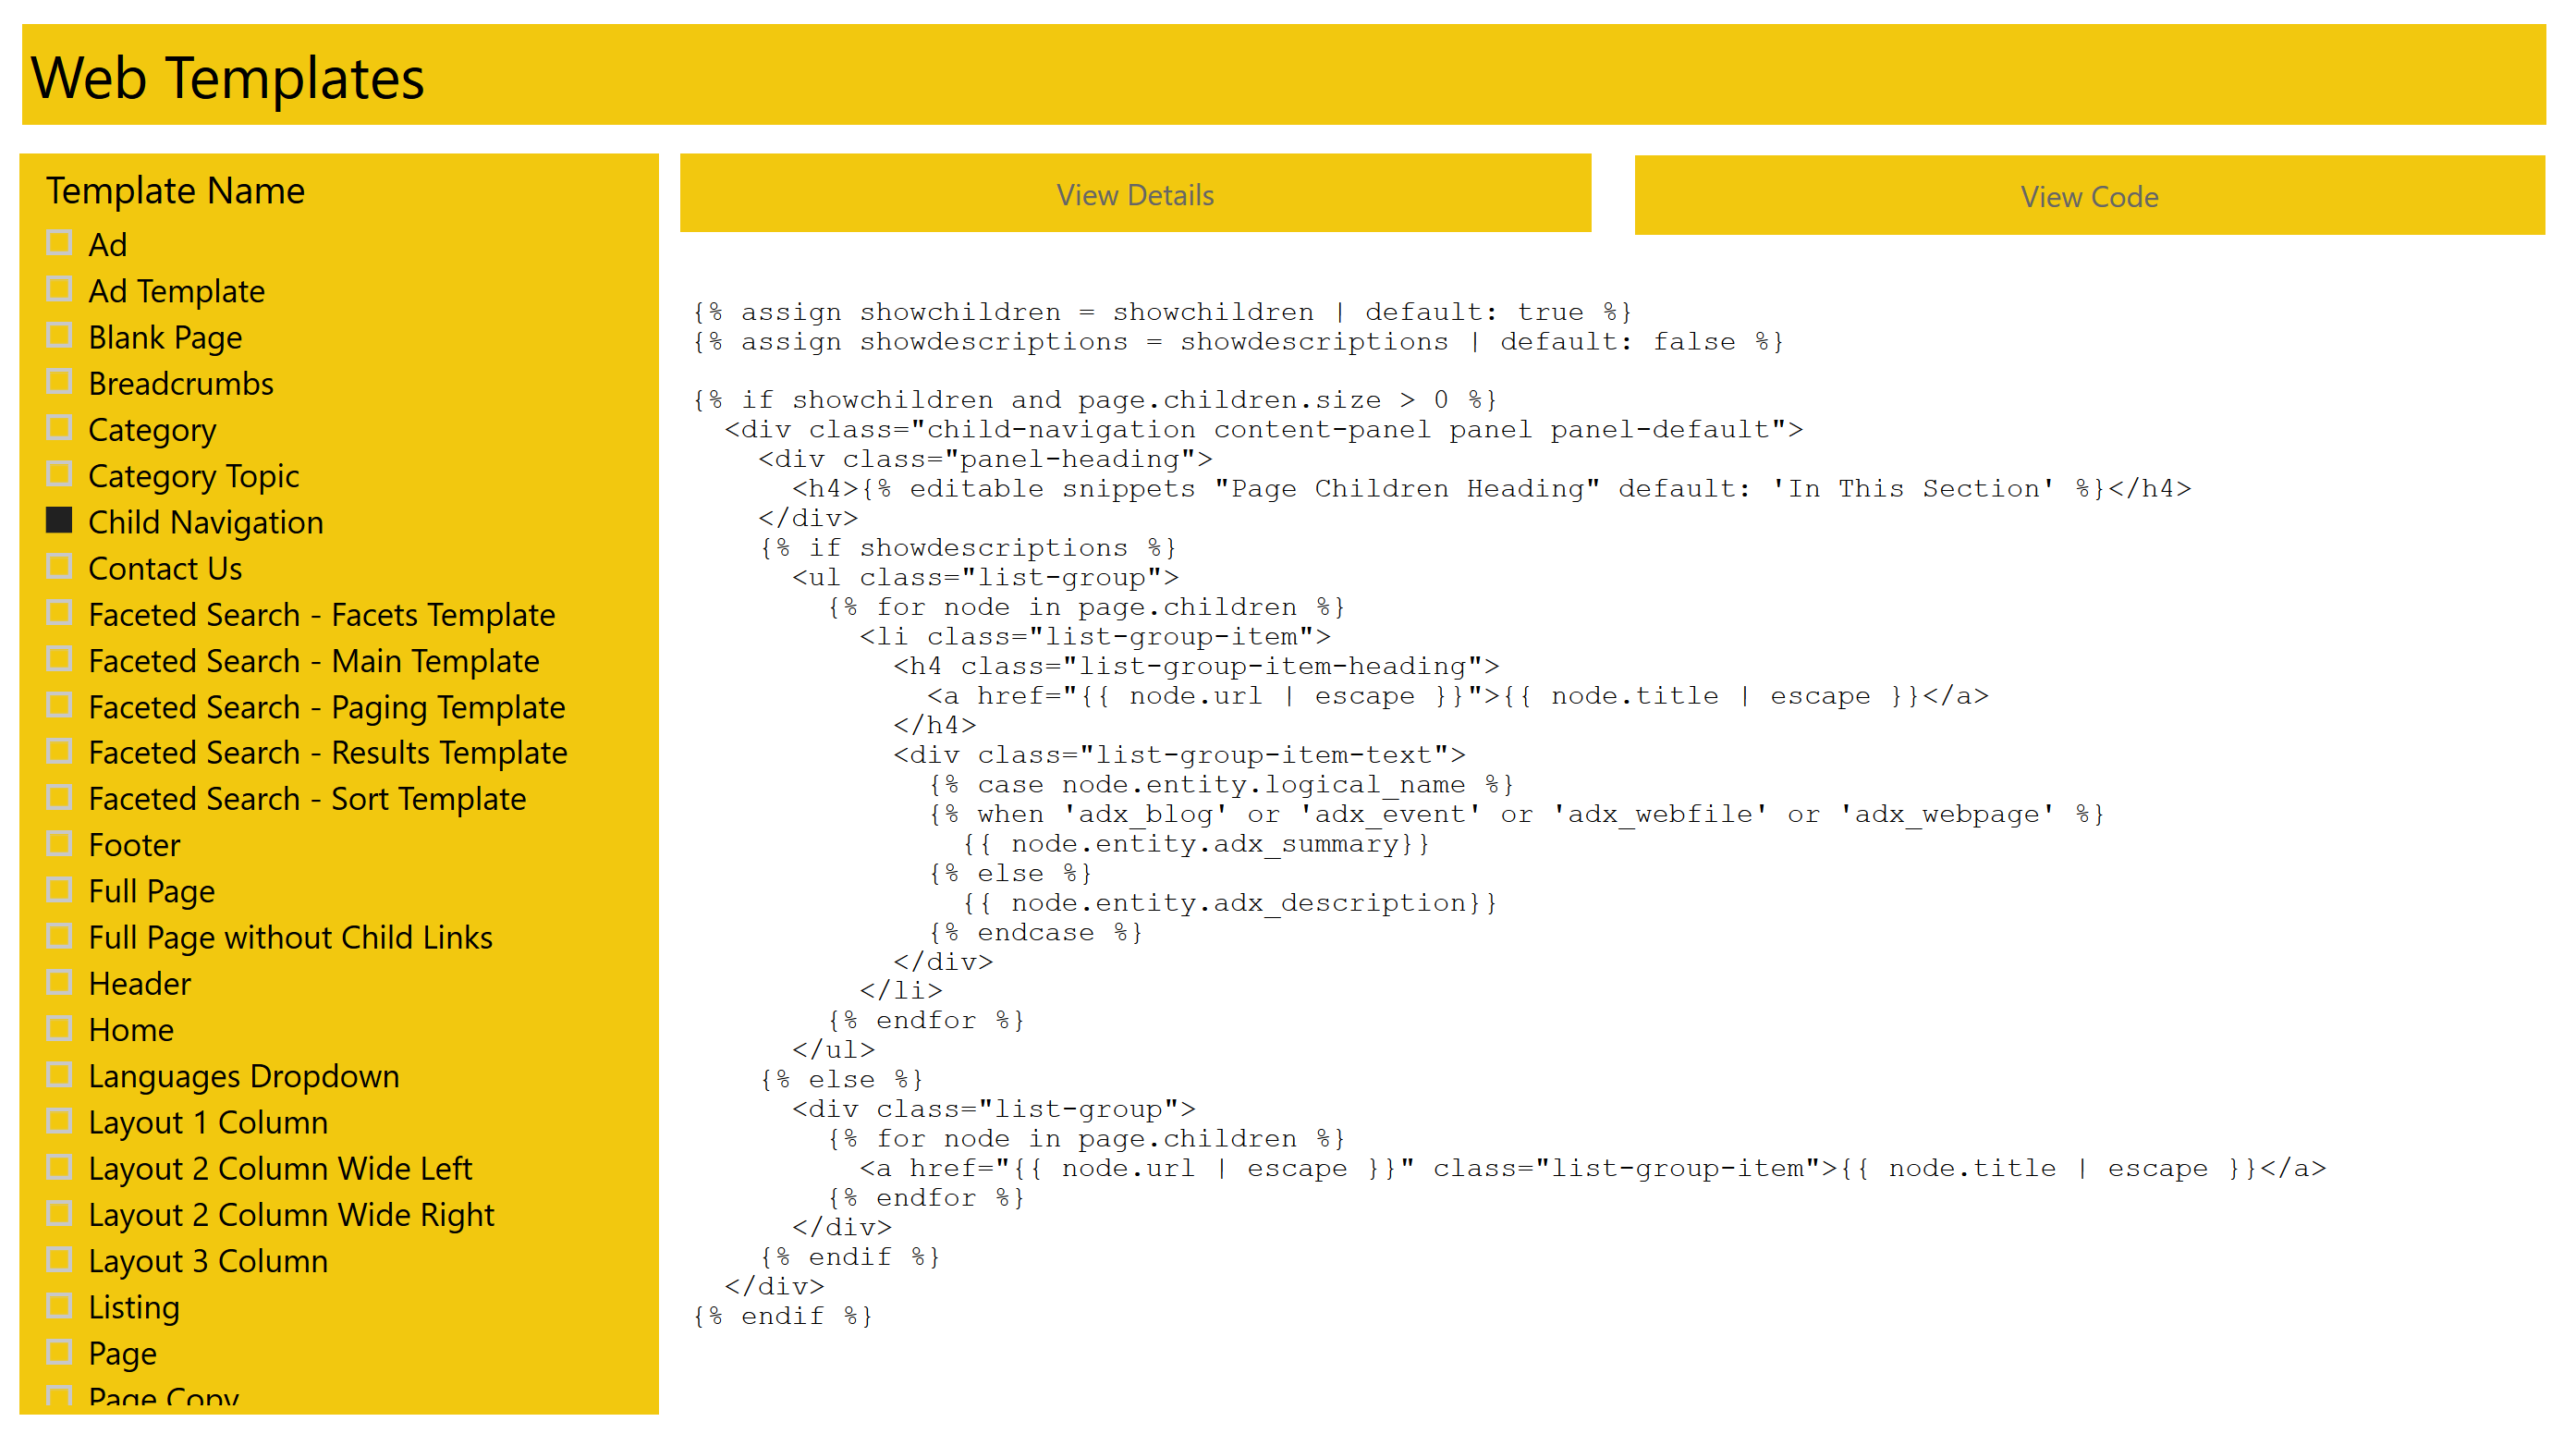 Web Templates
Template Name
Ad
Ad Template
Blank Page
Breadcrumbs
Category
Category Topic
Child Navigation
Contact Us
Faceted Search - Facets Template
Faceted Search - Main Template
Faceted Search - Paging Template
Faceted Search - Results Template
Faceted Search - Sort Template
Footer
Full Page
Full Page without Child Links
Header
Home
Languages Dropdown
Layout 1 Column
Layout 2 Column Wide Left
Layout 2 Column Wide Right
Layout 3 Column
Listing
Page
Page Copy
View Details
View Code
{% assign showchildren = showchildren | default: true %}
{% assign showdescriptions = showdescriptions | default: false %}
{% if showchildren and page.children.size > 0 %}
  <div class="child-navigation content-panel panel panel-default">
    <div class="panel-heading">
      <h4>{% editable snippets "Page Children Heading" default: 'In This Section' %}</h4>
    </div>
    {% if showdescriptions %}
      <ul class="list-group">
        {% for node in page.children %}
          <li class="list-group-item">
            <h4 class="list-group-item-heading">
              <a href="{{ node.url | escape }}">{{ node.title | escape }}</a>
            </h4>
            <div class="list-group-item-text">
              {% case node.entity.logical_name %}
              {% when 'adx_blog' or 'adx_event' or 'adx_webfile' or 'adx_webpage' %}
                {{ node.entity.adx_summary}}
              {% else %}
                {{ node.entity.adx_description}}
              {% endcase %}
            </div>
          </li>
        {% endfor %}
      </ul>
    {% else %}
      <div class="list-group">
        {% for node in page.children %}
          <a href="{{ node.url | escape }}" class="list-group-item">{{ node.title | escape }}</a>
        {% endfor %}
      </div>
    {% endif %}
  </div>
{% endif %}